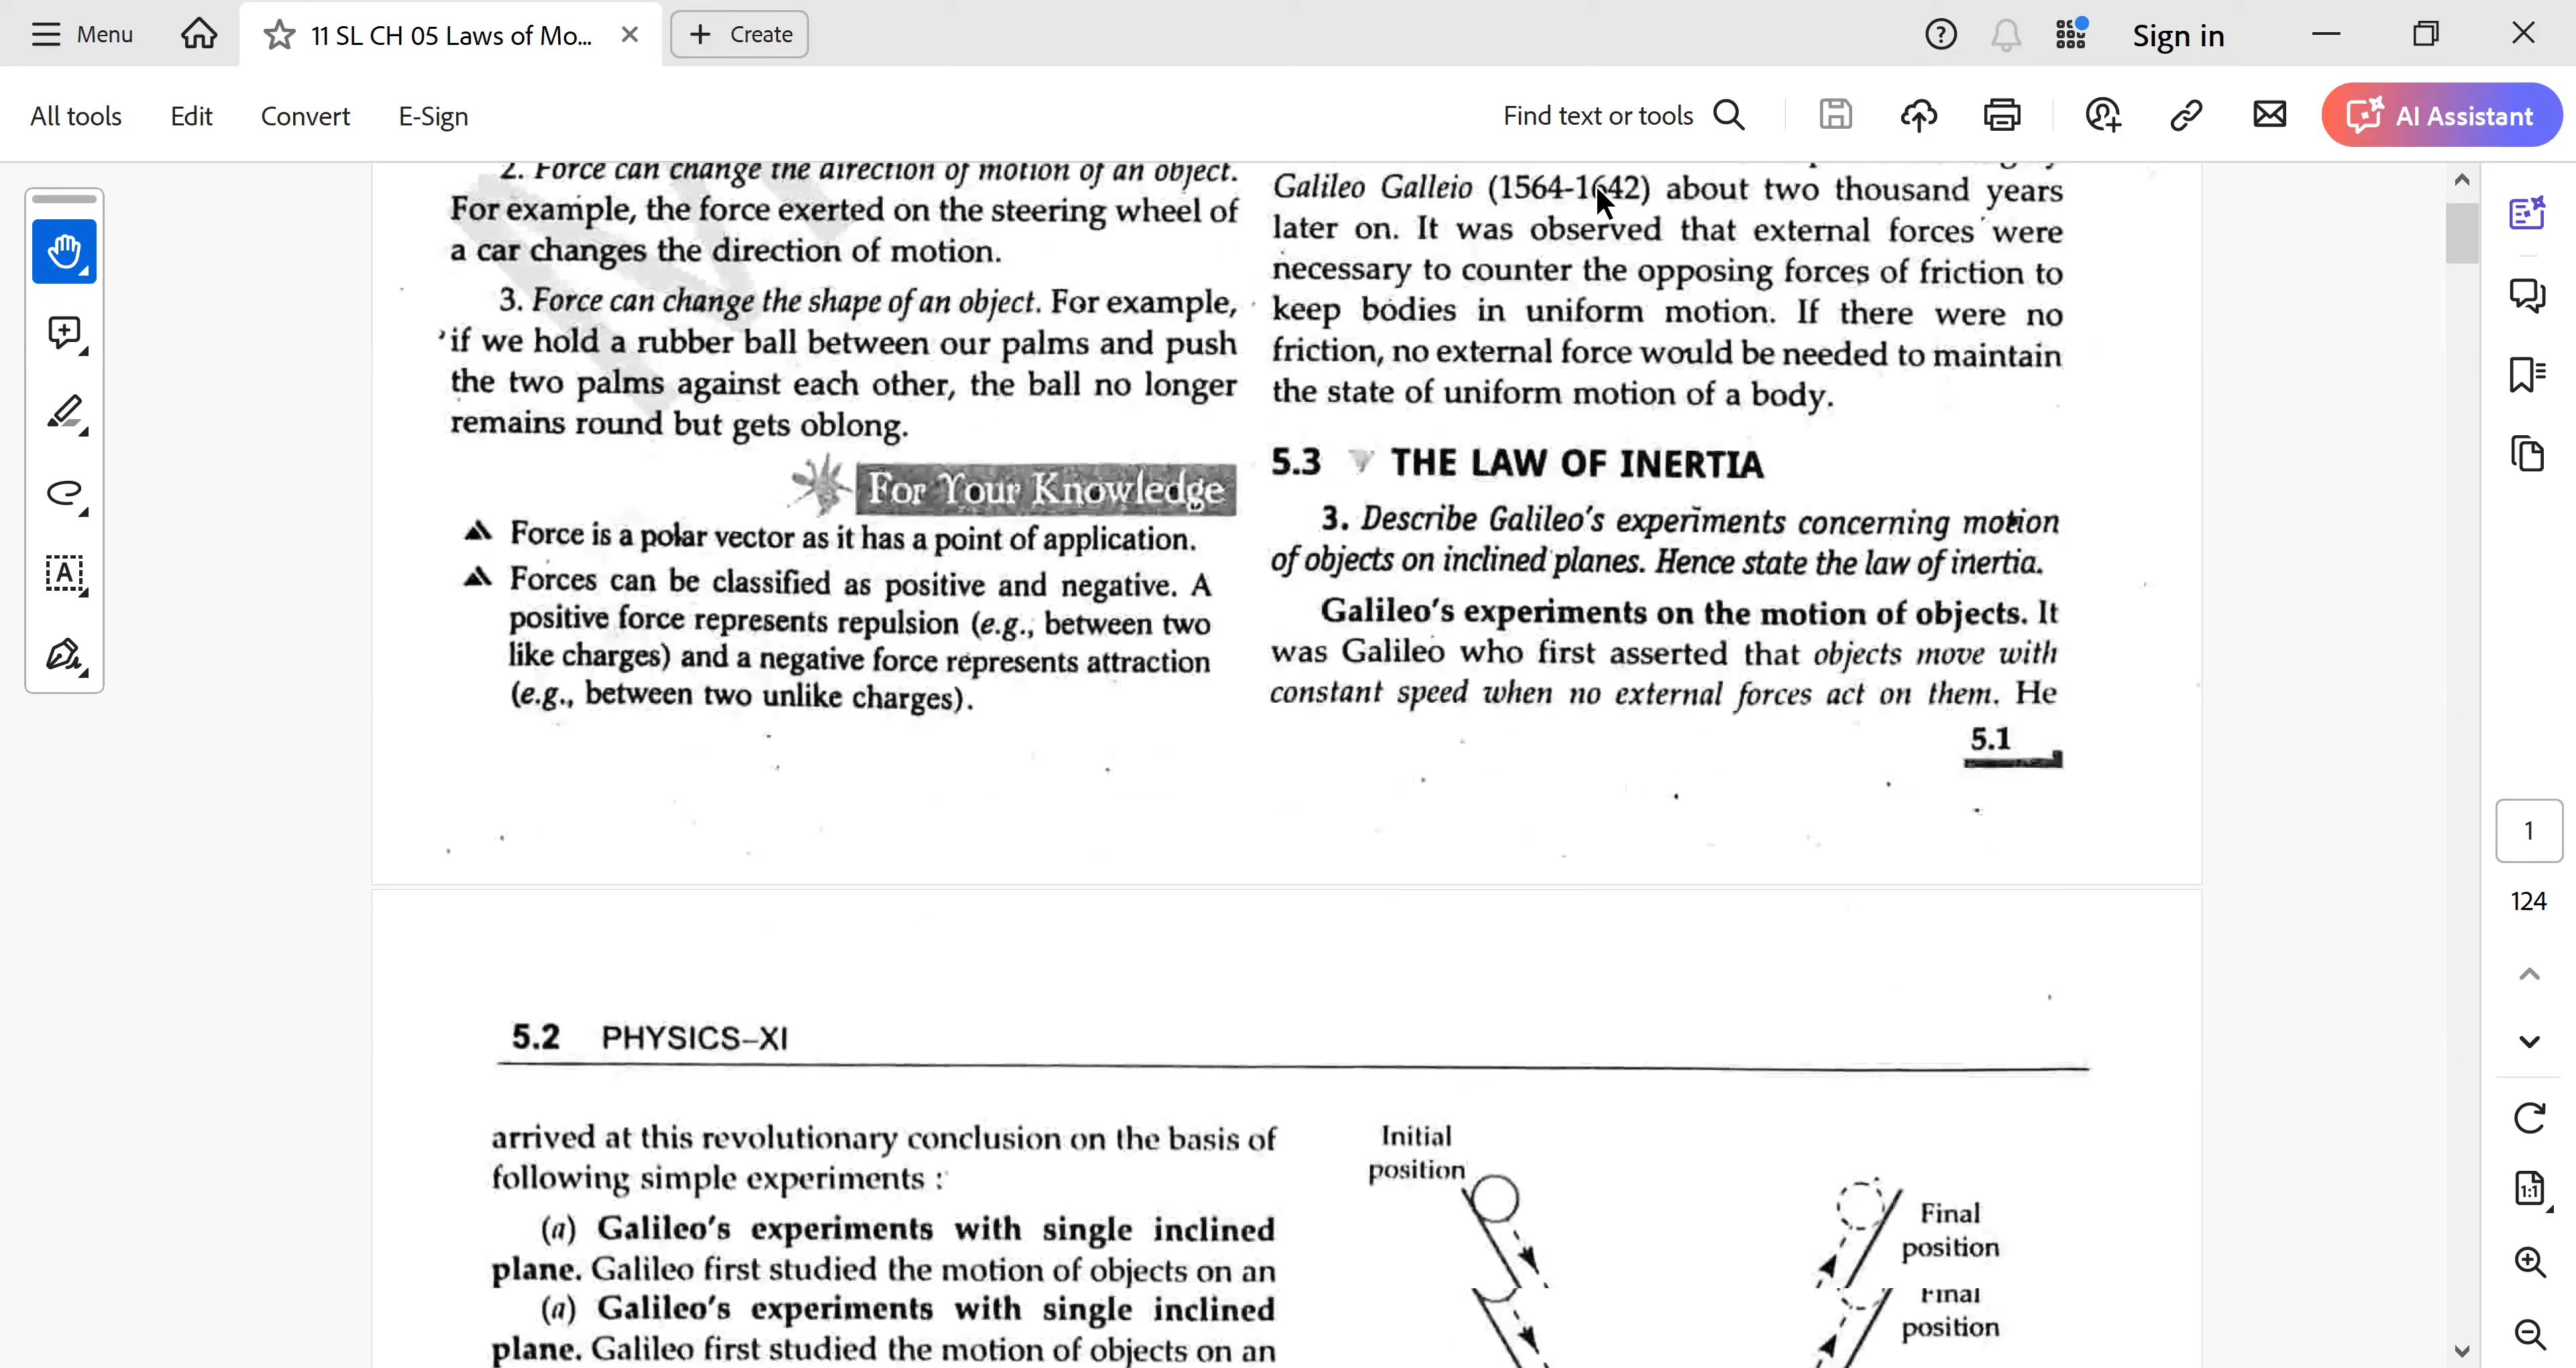 Menu
11 SL CH 05 Laws of Mo...
Create
Sign in
All tools
Edit
Convert
E-Sign
Find text or tools
AI Assistant
2. Force can change the direction of motion of an object.
For example, the force exerted on the steering wheel of
a car changes the direction of motion.
3. Force can change the shape of an object. For example,
if we hold a rubber ball between our palms and push
the two palms against each other, the ball no longer
remains round but gets oblong.
For Your Knowledge
Force is a polar vector as it has a point of application.
Forces can be classified as positive and negative. A
positive force represents repulsion (e.g., between two
like charges) and a negative force represents attraction
(e.g., between two unlike charges).
Galileo Galleio (1564-1642) about two thousand years
later on. It was observed that external forces were
necessary to counter the opposing forces of friction to
keep bodies in uniform motion. If there were no
friction, no external force would be needed to maintain
the state of uniform motion of a body.
5.3 THE LAW OF INERTIA
3. Describe Galileo's experiments concerning motion
of objects on inclined planes. Hence state the law of inertia.
Galileo's experiments on the motion of objects. It
was Galileo who first asserted that objects move with
constant speed when no external forces act on them. He
5.1
5.2 PHYSICS–XI
arrived at this revolutionary conclusion on the basis of
following simple experiments :
(a) Galileo's experiments with single inclined
plane. Galileo first studied the motion of objects on an
(a) Galileo's experiments with single inclined
plane. Galileo first studied the motion of objects on an
Initial
position
Final
position
Final
position
1
124
1:1